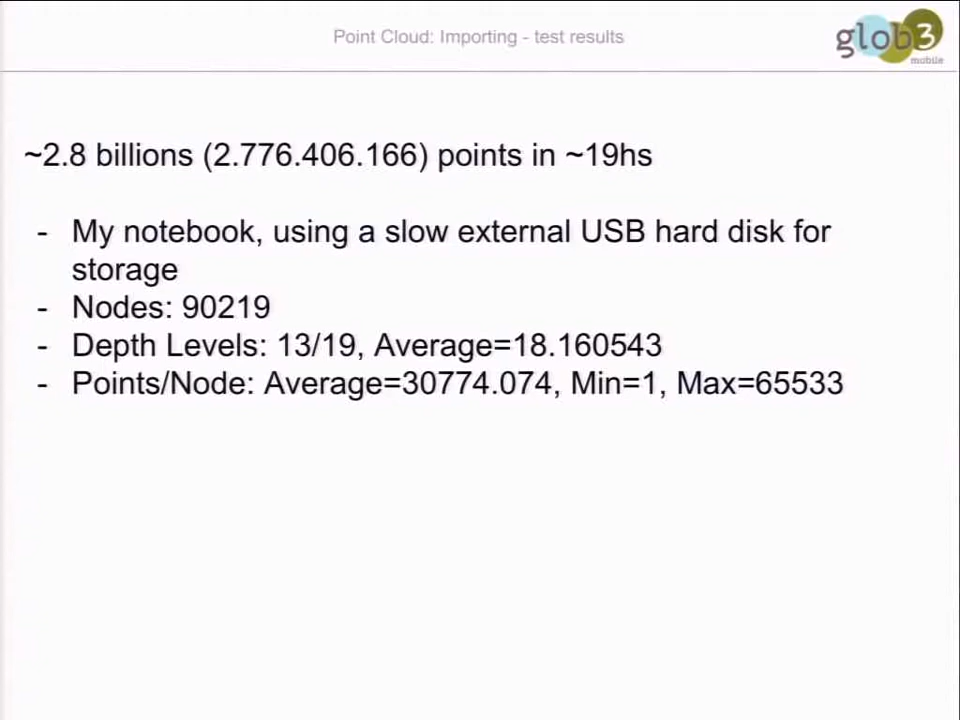 Point Cloud: Importing - test results
glob3
mobile
~2.8 billions (2.776.406.166) points in ~19hs
- My notebook, using a slow external USB hard disk for
storage
- Nodes: 90219
- Depth Levels: 13/19, Average=18.160543
- Points/Node: Average=30774.074, Min=1, Max=65533